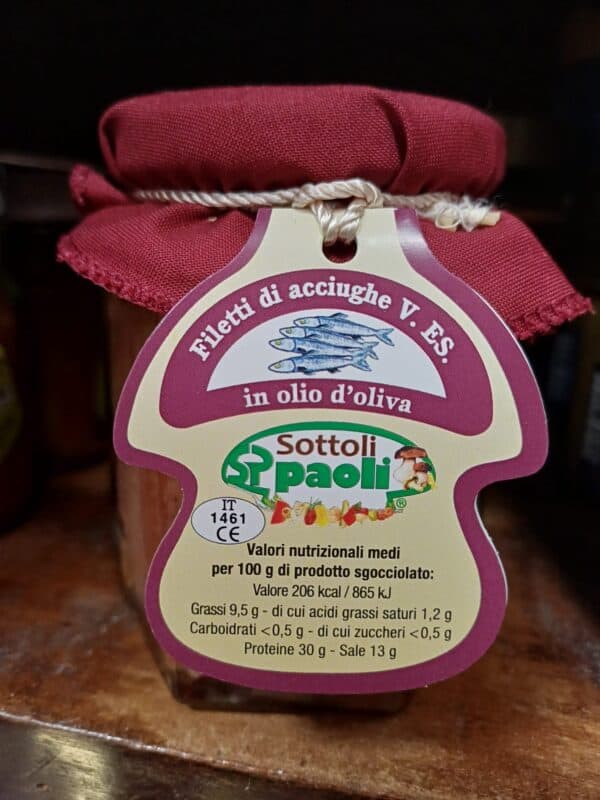 Filetti di acciughe V. ES.
in olio d'oliva
Sottoli
SP paoli ®
IT
1461
CE
Valori nutrizionali medi
per 100 g di prodotto sgocciolato:
Valore 206 kcal / 865 kJ
Grassi 9,5 g - di cui acidi grassi saturi 1,2 g
Carboidrati <0,5 g - di cui zuccheri <0,5 g
Proteine 30 g - Sale 13 g